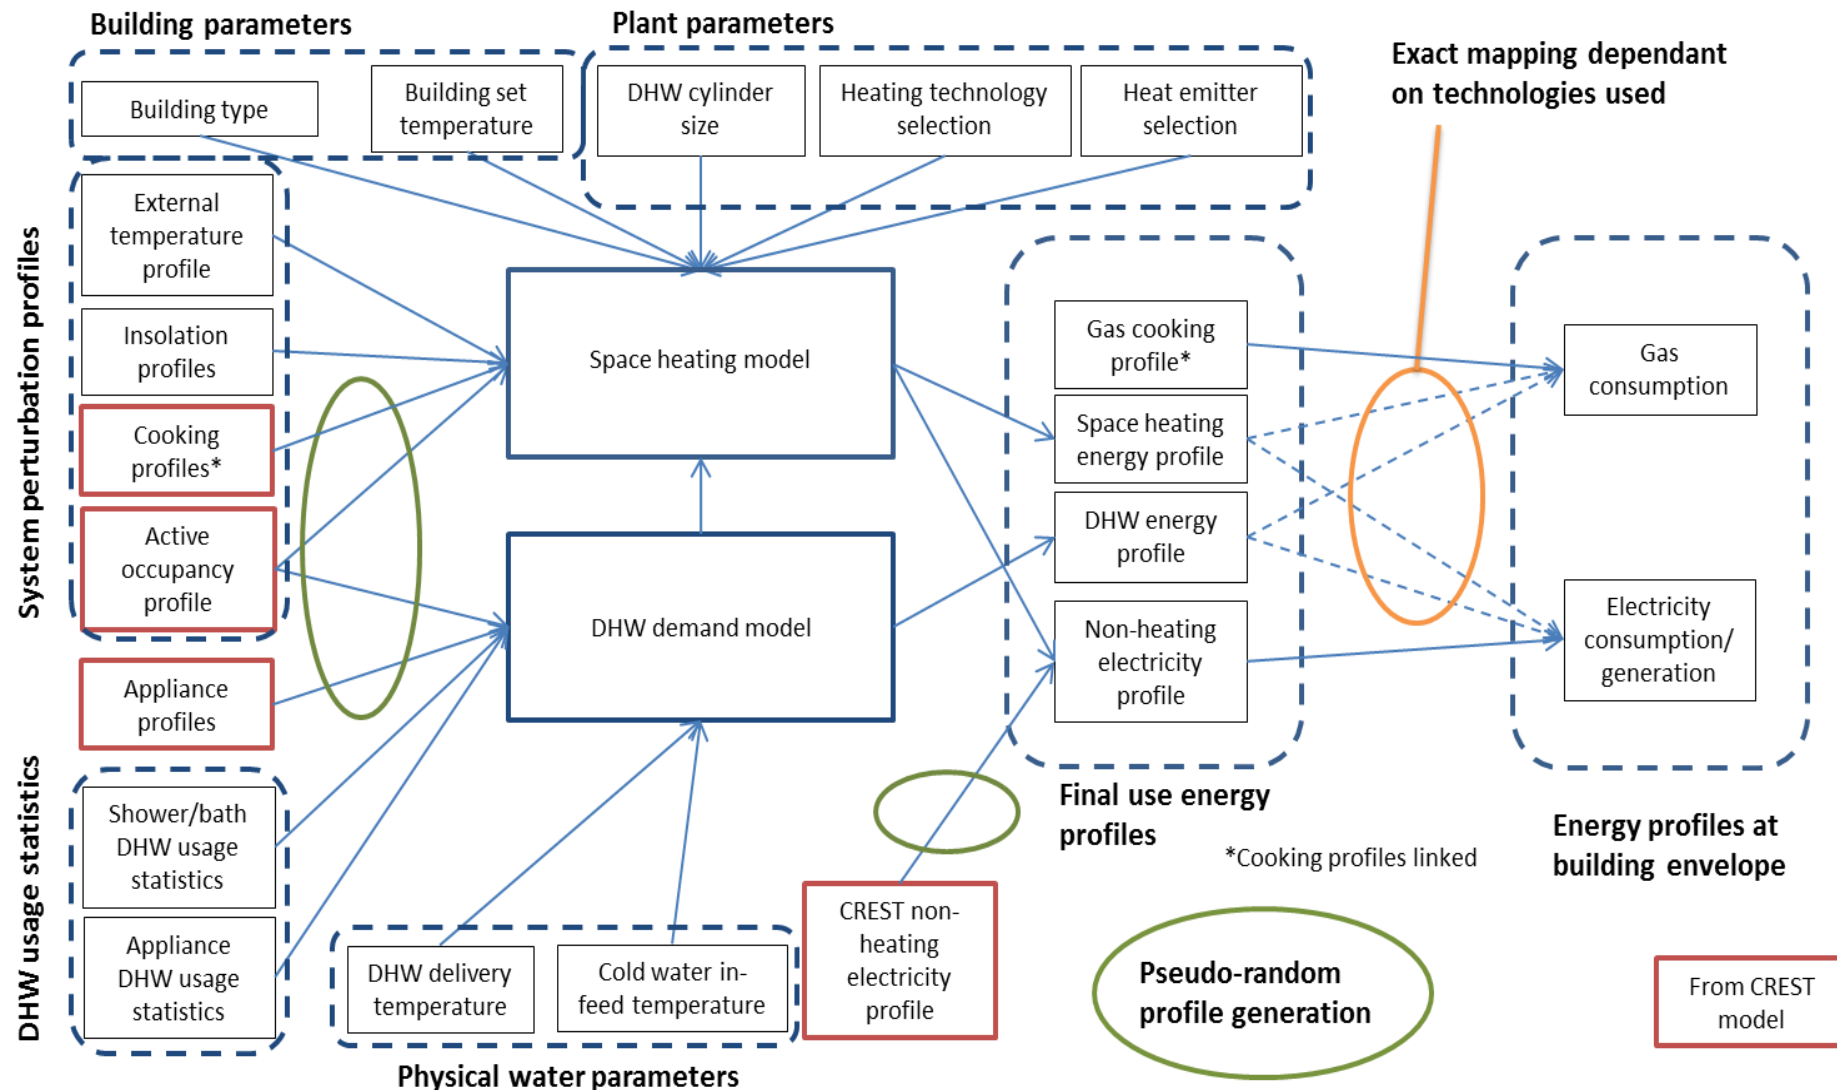 Building parameters
Plant parameters
Exact mapping dependant
on technologies used
Building type
Building set
temperature
DHW cylinder
size
Heating technology
selection
Heat emitter
selection
System perturbation profiles
External
temperature
profile
Insolation
profiles
Cooking
profiles*
Active
occupancy
profile
Appliance
profiles
Space heating model
DHW demand model
Gas cooking
profile*
Space heating
energy profile
DHW energy
profile
Non-heating
electricity
profile
Gas
consumption
Electricity
consumption/
generation
Final use energy
profiles
*Cooking profiles linked
Energy profiles at
building envelope
DHW usage statistics
Shower/bath
DHW usage
statistics
Appliance
DHW usage
statistics
DHW delivery
temperature
Cold water in-
feed temperature
Physical water parameters
CREST non-
heating
electricity
profile
Pseudo-random
profile generation
From CREST
model